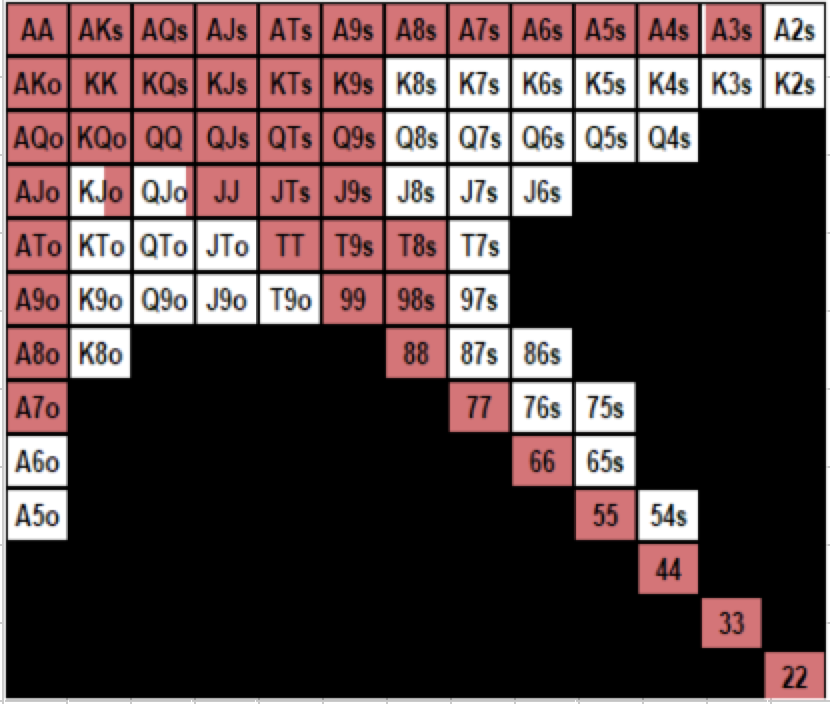 AA AKs AQs AJs ATs A9s A8s A7s A6s A5s A4s A3s A2s
AKo KK KQs KJs KTs K9s K8s K7s K6s K5s K4s K3s K2s
AQo KQo QQ QJs QTs Q9s Q8s Q7s Q6s Q5s Q4s
AJo KJo QJo JJ JTs J9s J8s J7s J6s
ATo KTo QTo JTo TT T9s T8s T7s
A9o K9o Q9o J9o T9o 99 98s 97s
A8o K8o 88 87s 86s
A7o 77 76s 75s
A6o 66 65s
A5o 55 54s
44
33
22